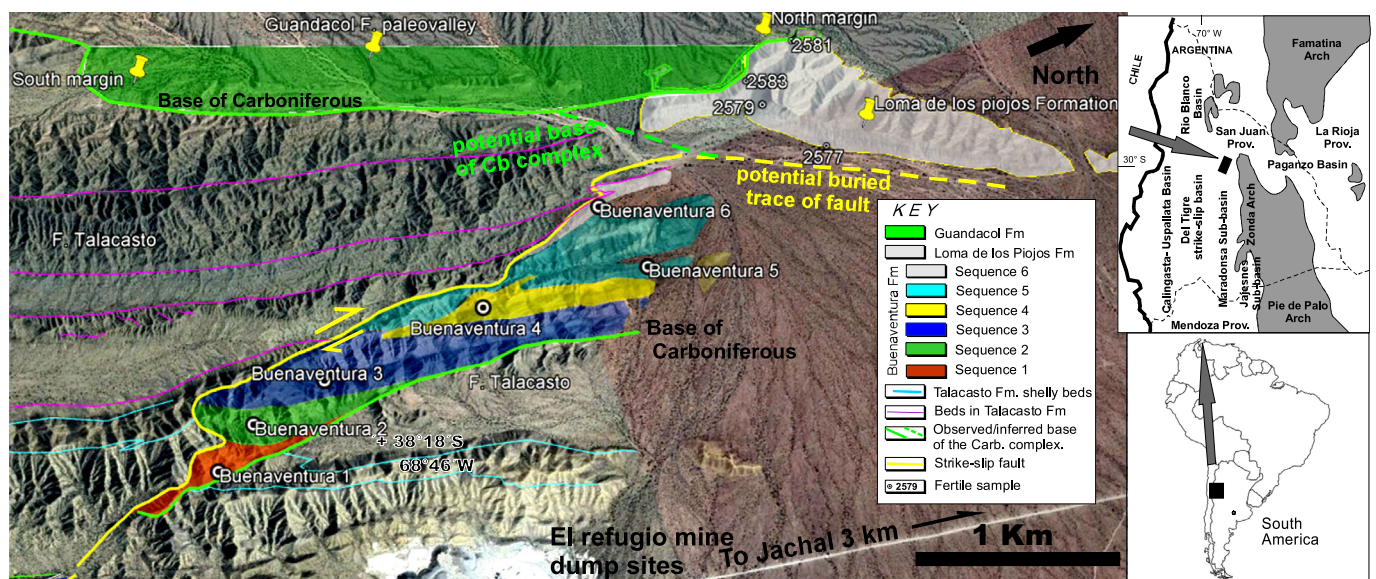 Guandacol F. paleovalley
North margin
2581
South margin
2583
North
Base of Carboniferous
2579
Loma de los piojos Formation
potential base
of Cb complex
2577
potential buried
trace of fault
F. Talacasto
Buenaventura 6
Buenaventura 5
Buenaventura 4
Base of
Carboniferous
Buenaventura 3
F. Talacasto
Buenaventura 2
+ 38°18'S
68°46'W
Buenaventura 1
El refugio mine
dump sites
To Jachal 3 km
1 Km
KEY
Guandacol Fm
Loma de los Piojos Fm
Buenaventura Fm
Sequence 6
Sequence 5
Sequence 4
Sequence 3
Sequence 2
Sequence 1
Talacasto Fm. shelly beds
Beds in Talacasto Fm
Observed/inferred base
of the Carb. complex.
Strike-slip fault
2579
Fertile sample
70° W
ARGENTINA
Famatina
Arch
CHILE
Rio Blanco
Basin
San Juan
Prov.
La Rioja
Prov.
30° S
Paganzo Basin
Calingasta- Uspallata Basin
Del Tigre
strike-slip basin
Maradonsa Sub-basin
Zonda Arch
Jajesnes
Sub-basin
Pie de Palo
Arch
Mendoza Prov.
South
America